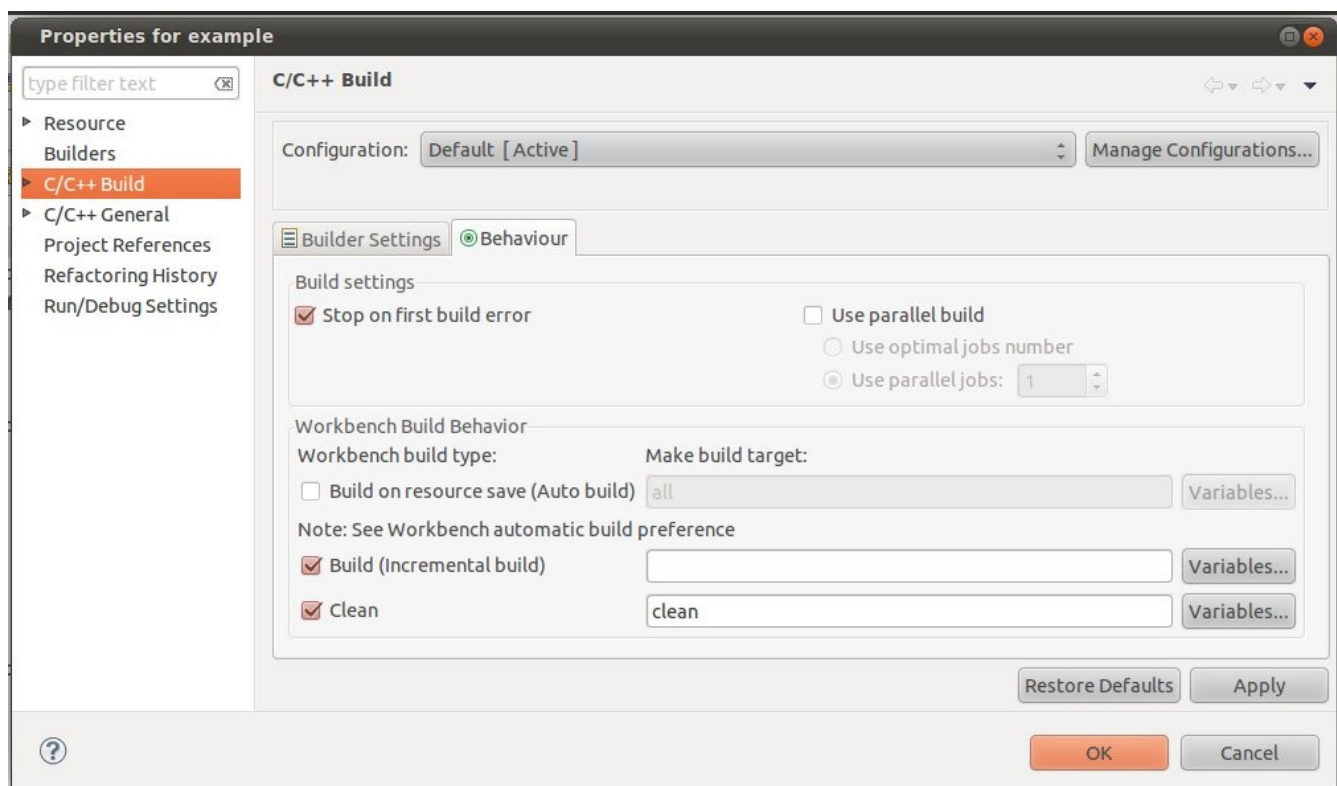 Properties for example
type filter text
Resource
Builders
C/C++ Build
C/C++ General
Project References
Refactoring History
Run/Debug Settings
C/C++ Build
Configuration: Default [Active] Manage Configurations...
Builder Settings Behaviour
Build settings
Stop on first build error Use parallel build
Use optimal jobs number
Use parallel jobs: 1
Workbench Build Behavior
Workbench build type: Make build target:
Build on resource save (Auto build) all Variables...
Note: See Workbench automatic build preference
Build (Incremental build) Variables...
Clean clean Variables...
Restore Defaults Apply
OK Cancel